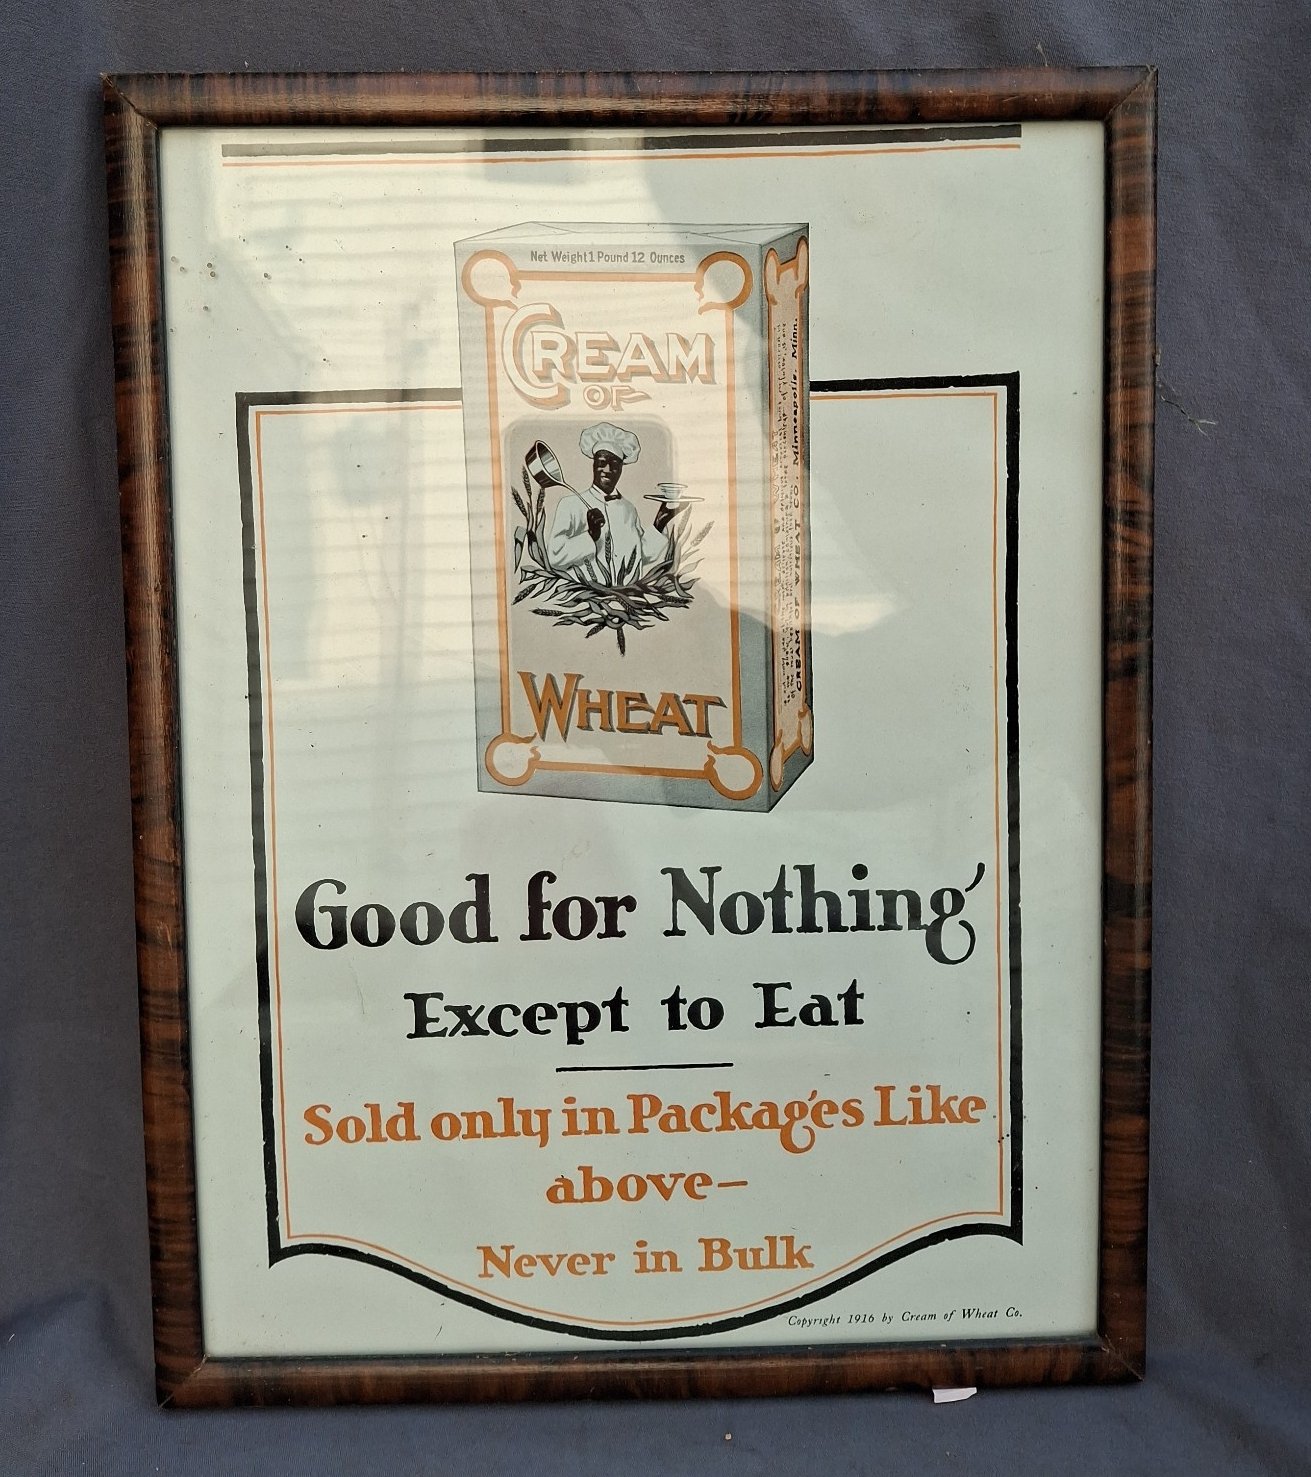 Net Weight 1 Pound 12 Ounces
CREAM
OF
WHEAT
CREAM OF WHEAT CO. Minneapolis, Minn.
Good for Nothing
Except to Eat
Sold only in Packages Like
above–
Never in Bulk
Copyright 1916 by Cream of Wheat Co.